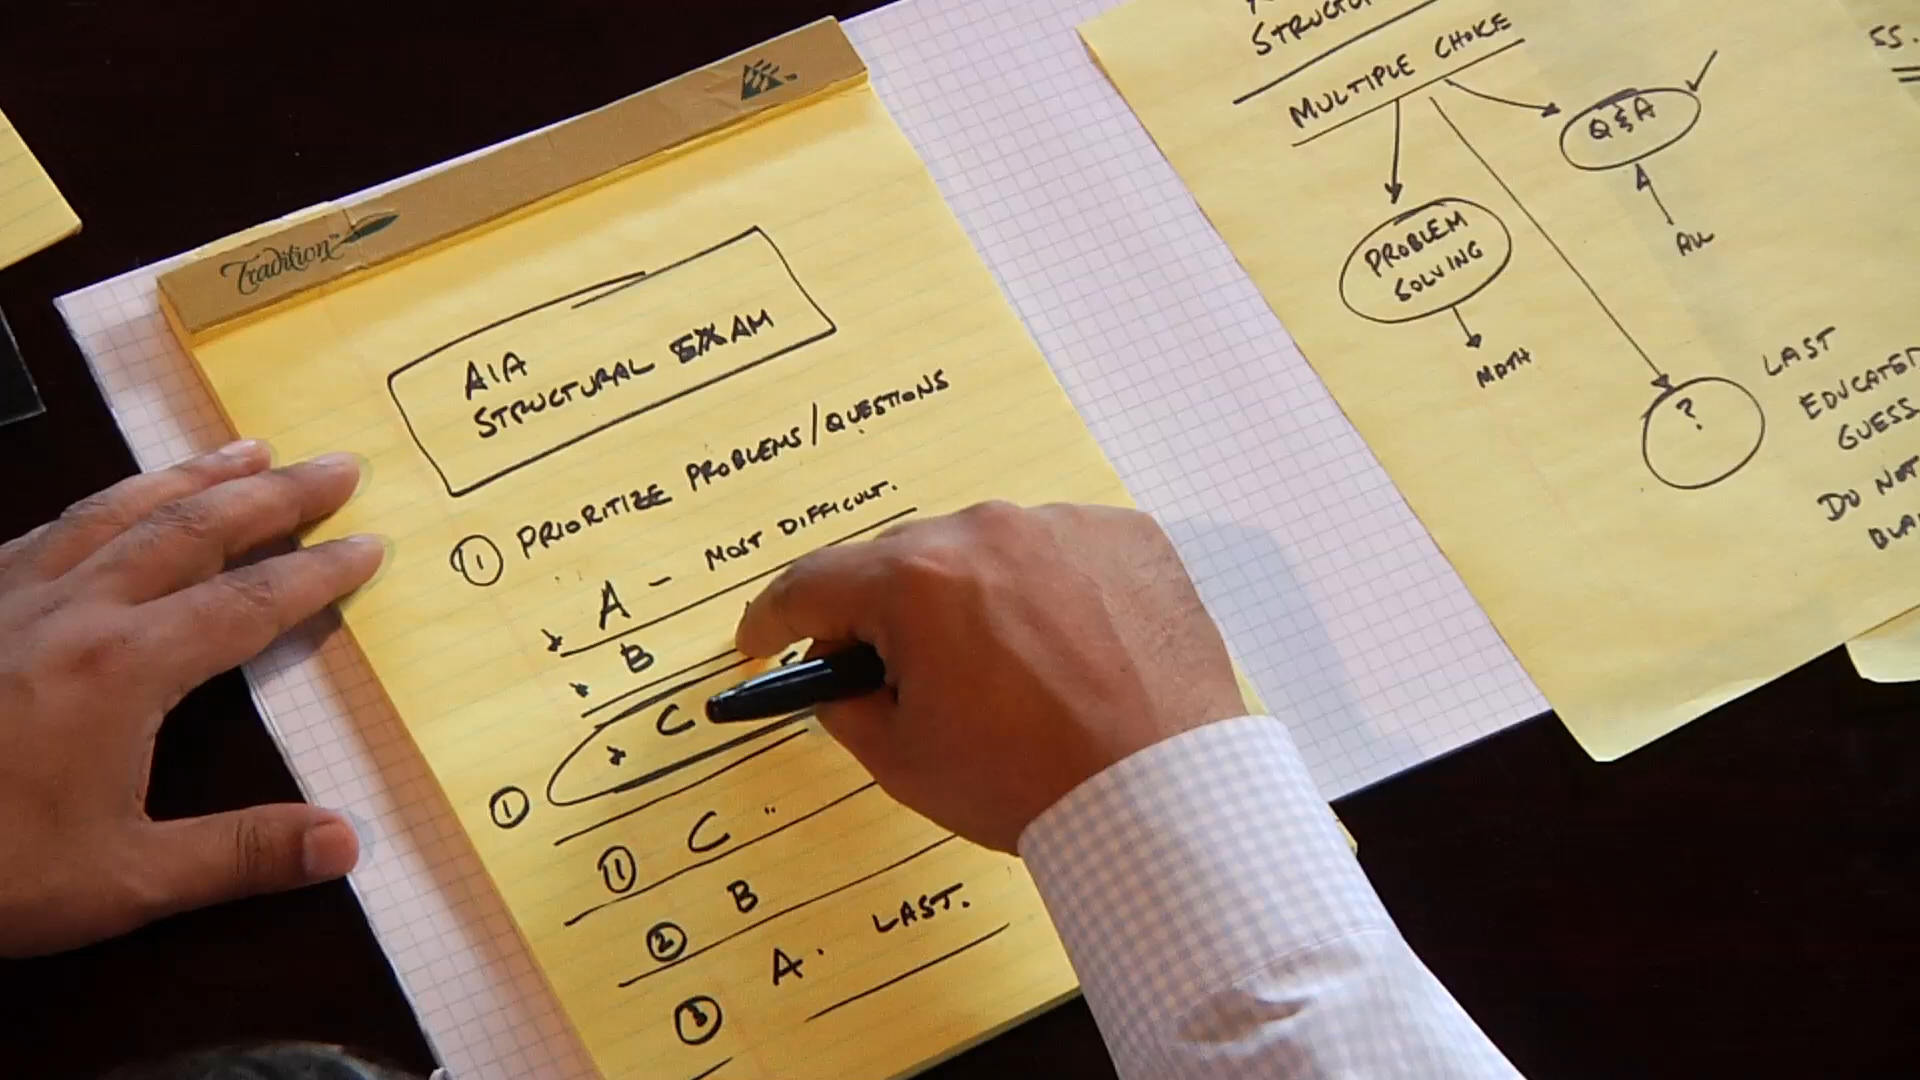 Tradition
AIA
STRUCTURAL EXAM
① PRIORITIZE PROBLEMS/QUESTIONS
A - MOST DIFFICULT.
B
C
①
① C "
② B
③ A. LAST.
MULTIPLE CHOICE
Q&A
ALL
PROBLEM
SOLVING
MATH
?
LAST
EDUCATED
GUESS
DO NOT
SS.